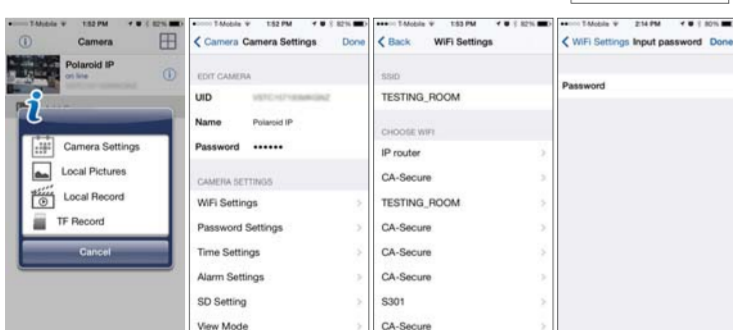 T-Mobile 1:52 PM 82%
Camera
Polaroid IP
on line
Camera Settings
Local Pictures
Local Record
TF Record
Cancel
T-Mobile 1:52 PM 82%
Camera Camera Settings Done
EDIT CAMERA
UID
Name Polaroid IP
Password ••••••
CAMERA SETTINGS
WiFi Settings
Password Settings
Time Settings
Alarm Settings
SD Setting
View Mode
T-Mobile 1:53 PM 82%
Back WiFi Settings
SSID
TESTING_ROOM
CHOOSE WIFI
IP router
CA-Secure
TESTING_ROOM
CA-Secure
CA-Secure
CA-Secure
S301
CA-Secure
T-Mobile 2:14 PM 80%
WiFi Settings Input password Done
Password